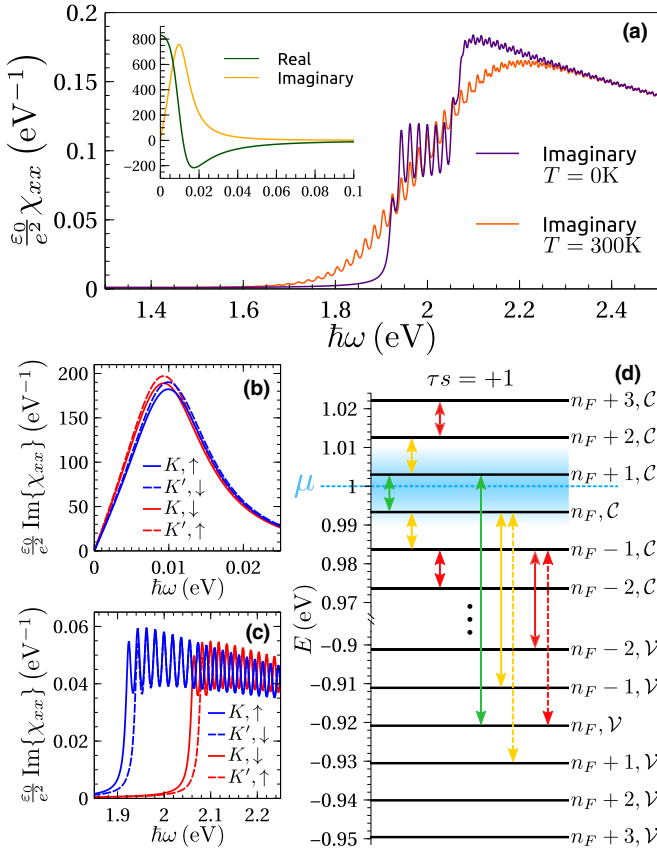 (a)
ε₀/e² χxx (eV⁻¹)
0.2
0.15
0.1
0.05
0
1.4 1.6 1.8 2 2.2 2.4
ħω (eV)
800
600
400
200
0
−200
0 0.02 0.04 0.06 0.08 0.1
Real
Imaginary
Imaginary
T = 0K
Imaginary
T = 300K
(b)
ε₀/e² Im{χxx} (eV⁻¹)
200
150
100
50
0
0 0.01 0.02
ħω (eV)
K, ↑
K′, ↓
K, ↓
K′, ↑
(c)
ε₀/e² Im{χxx} (eV⁻¹)
0.06
0.04
0.02
0
1.9 2 2.1 2.2
ħω (eV)
K, ↑
K′, ↓
K, ↓
K′, ↑
τs = +1
(d)
E (eV)
μ
1.02
1.01
1
0.99
0.98
0.97
−0.9
−0.91
−0.92
−0.93
−0.94
−0.95
nF + 3, C
nF + 2, C
nF + 1, C
nF, C
nF − 1, C
nF − 2, C
nF − 2, V
nF − 1, V
nF, V
nF + 1, V
nF + 2, V
nF + 3, V